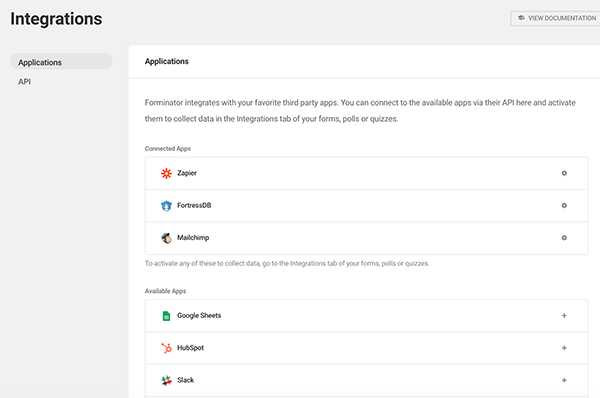 Integrations
VIEW DOCUMENTATION
Applications
API
Applications
Forminator integrates with your favorite third party apps. You can connect to the available apps via their API here and activate
them to collect data in the Integrations tab of your forms, polls or quizzes.
Connected Apps
Zapier
FortressDB
Mailchimp
To activate any of these to collect data, go to the Integrations tab of your forms, polls or quizzes.
Available Apps
Google Sheets
HubSpot
Slack